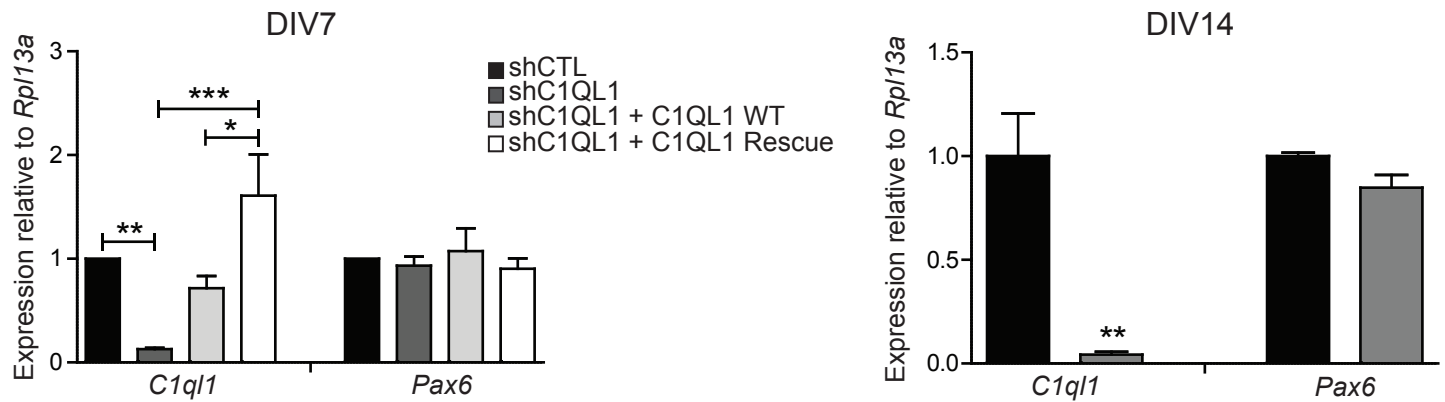 DIV7
Expression relative to Rpl13a
3
2
1
0
***
*
**
C1ql1
Pax6
shCTL
shC1QL1
shC1QL1 + C1QL1 WT
shC1QL1 + C1QL1 Rescue
DIV14
Expression relative to Rpl13a
1.5
1.0
0.5
0.0
**
C1ql1
Pax6